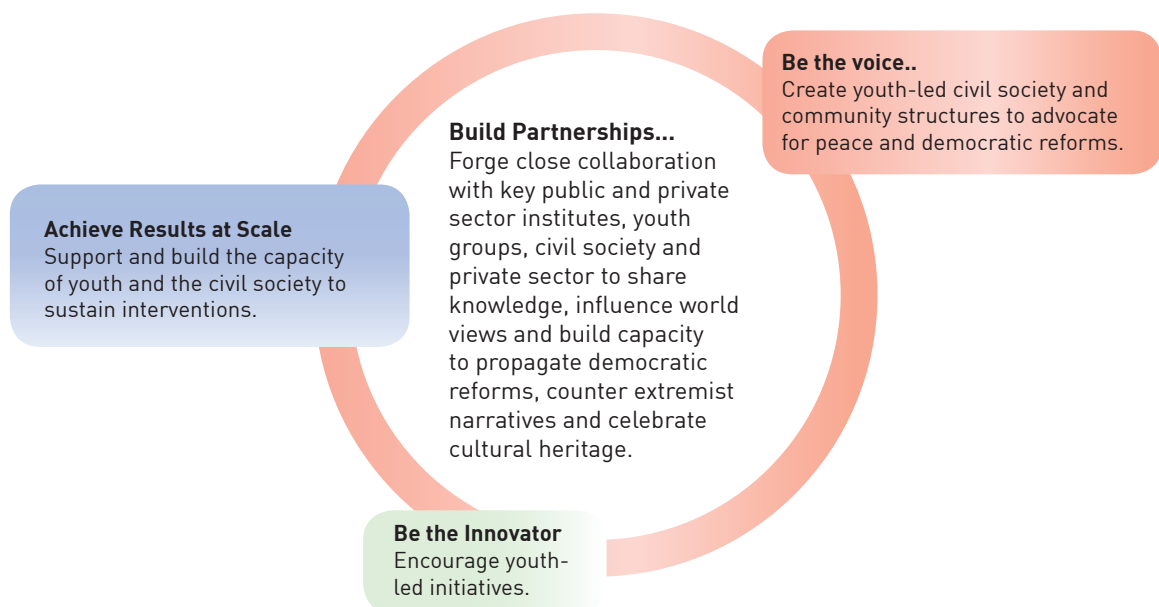 Be the voice..
Create youth-led civil society and
community structures to advocate
for peace and democratic reforms.
Build Partnerships...
Forge close collaboration
with key public and private
sector institutes, youth
groups, civil society and
private sector to share
knowledge, influence world
views and build capacity
to propagate democratic
reforms, counter extremist
narratives and celebrate
cultural heritage.
Achieve Results at Scale
Support and build the capacity
of youth and the civil society to
sustain interventions.
Be the Innovator
Encourage youth-
led initiatives.